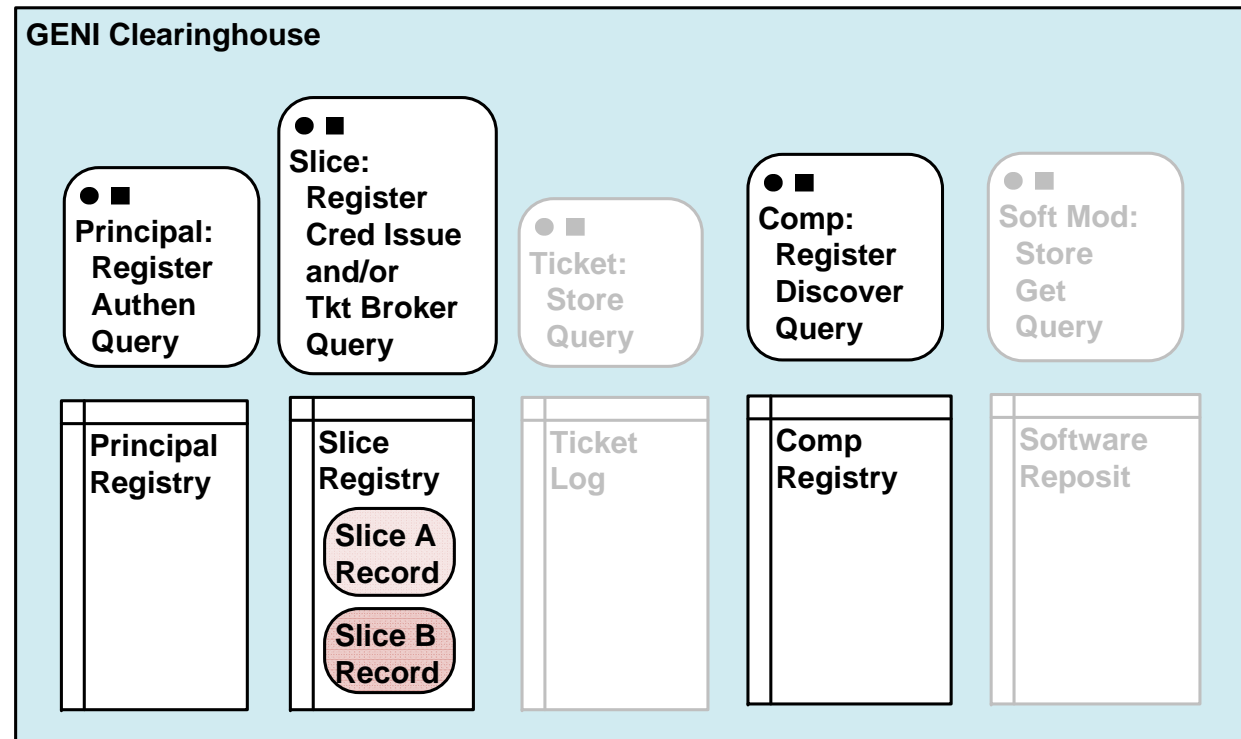 GENI Clearinghouse
Principal:
Register
Authen
Query
Slice:
Register
Cred Issue
and/or
Tkt Broker
Query
Ticket:
Store
Query
Comp:
Register
Discover
Query
Soft Mod:
Store
Get
Query
Principal
Registry
Slice
Registry
Slice A
Record
Slice B
Record
Ticket
Log
Comp
Registry
Software
Reposit